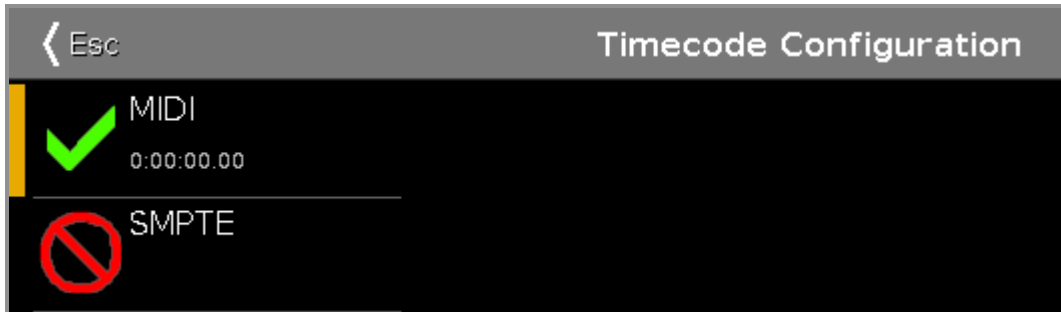 Esc
Timecode Configuration
MIDI
0:00:00.00
SMPTE